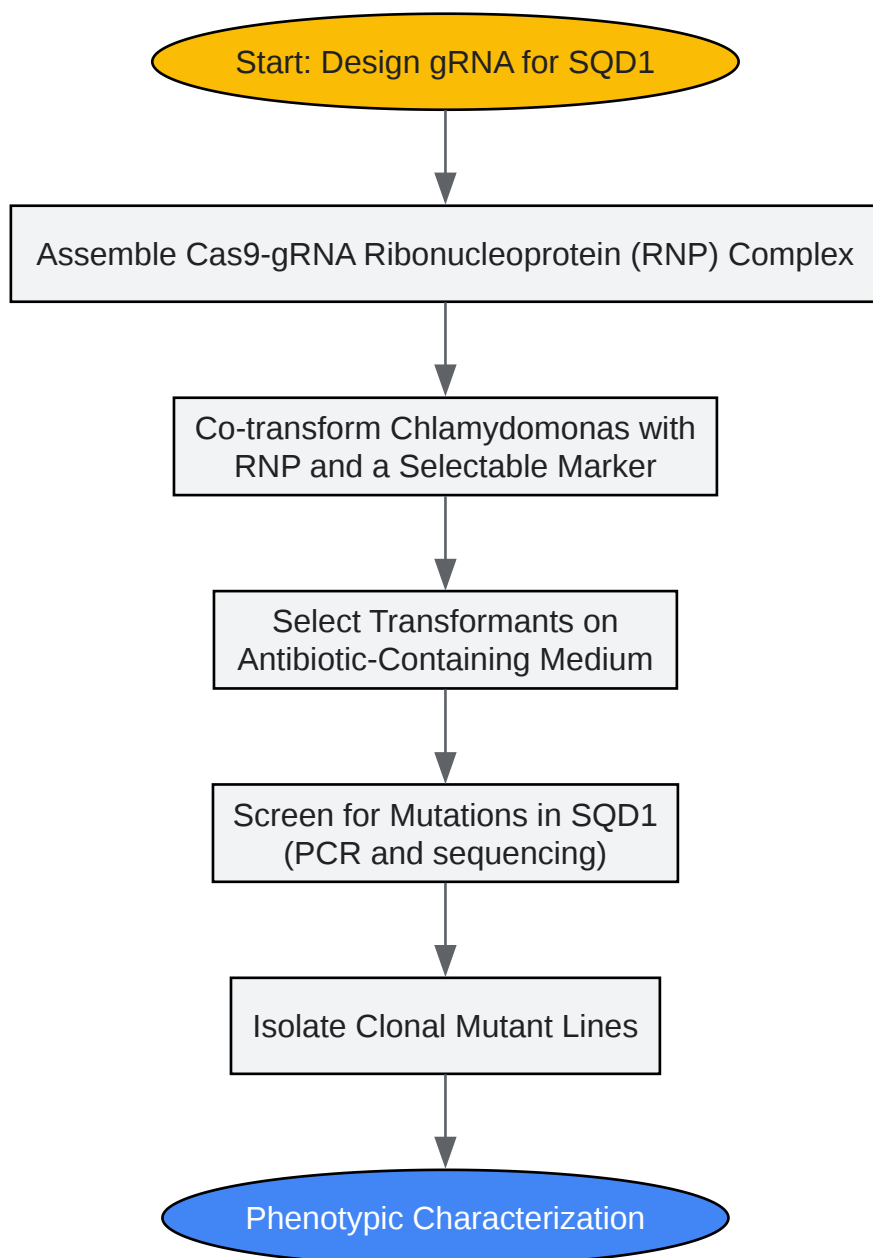 Start: Design gRNA for SQD1
Assemble Cas9-gRNA Ribonucleoprotein (RNP) Complex
Co-transform Chlamydomonas with
RNP and a Selectable Marker
Select Transformants on
Antibiotic-Containing Medium
Screen for Mutations in SQD1
(PCR and sequencing)
Isolate Clonal Mutant Lines
Phenotypic Characterization